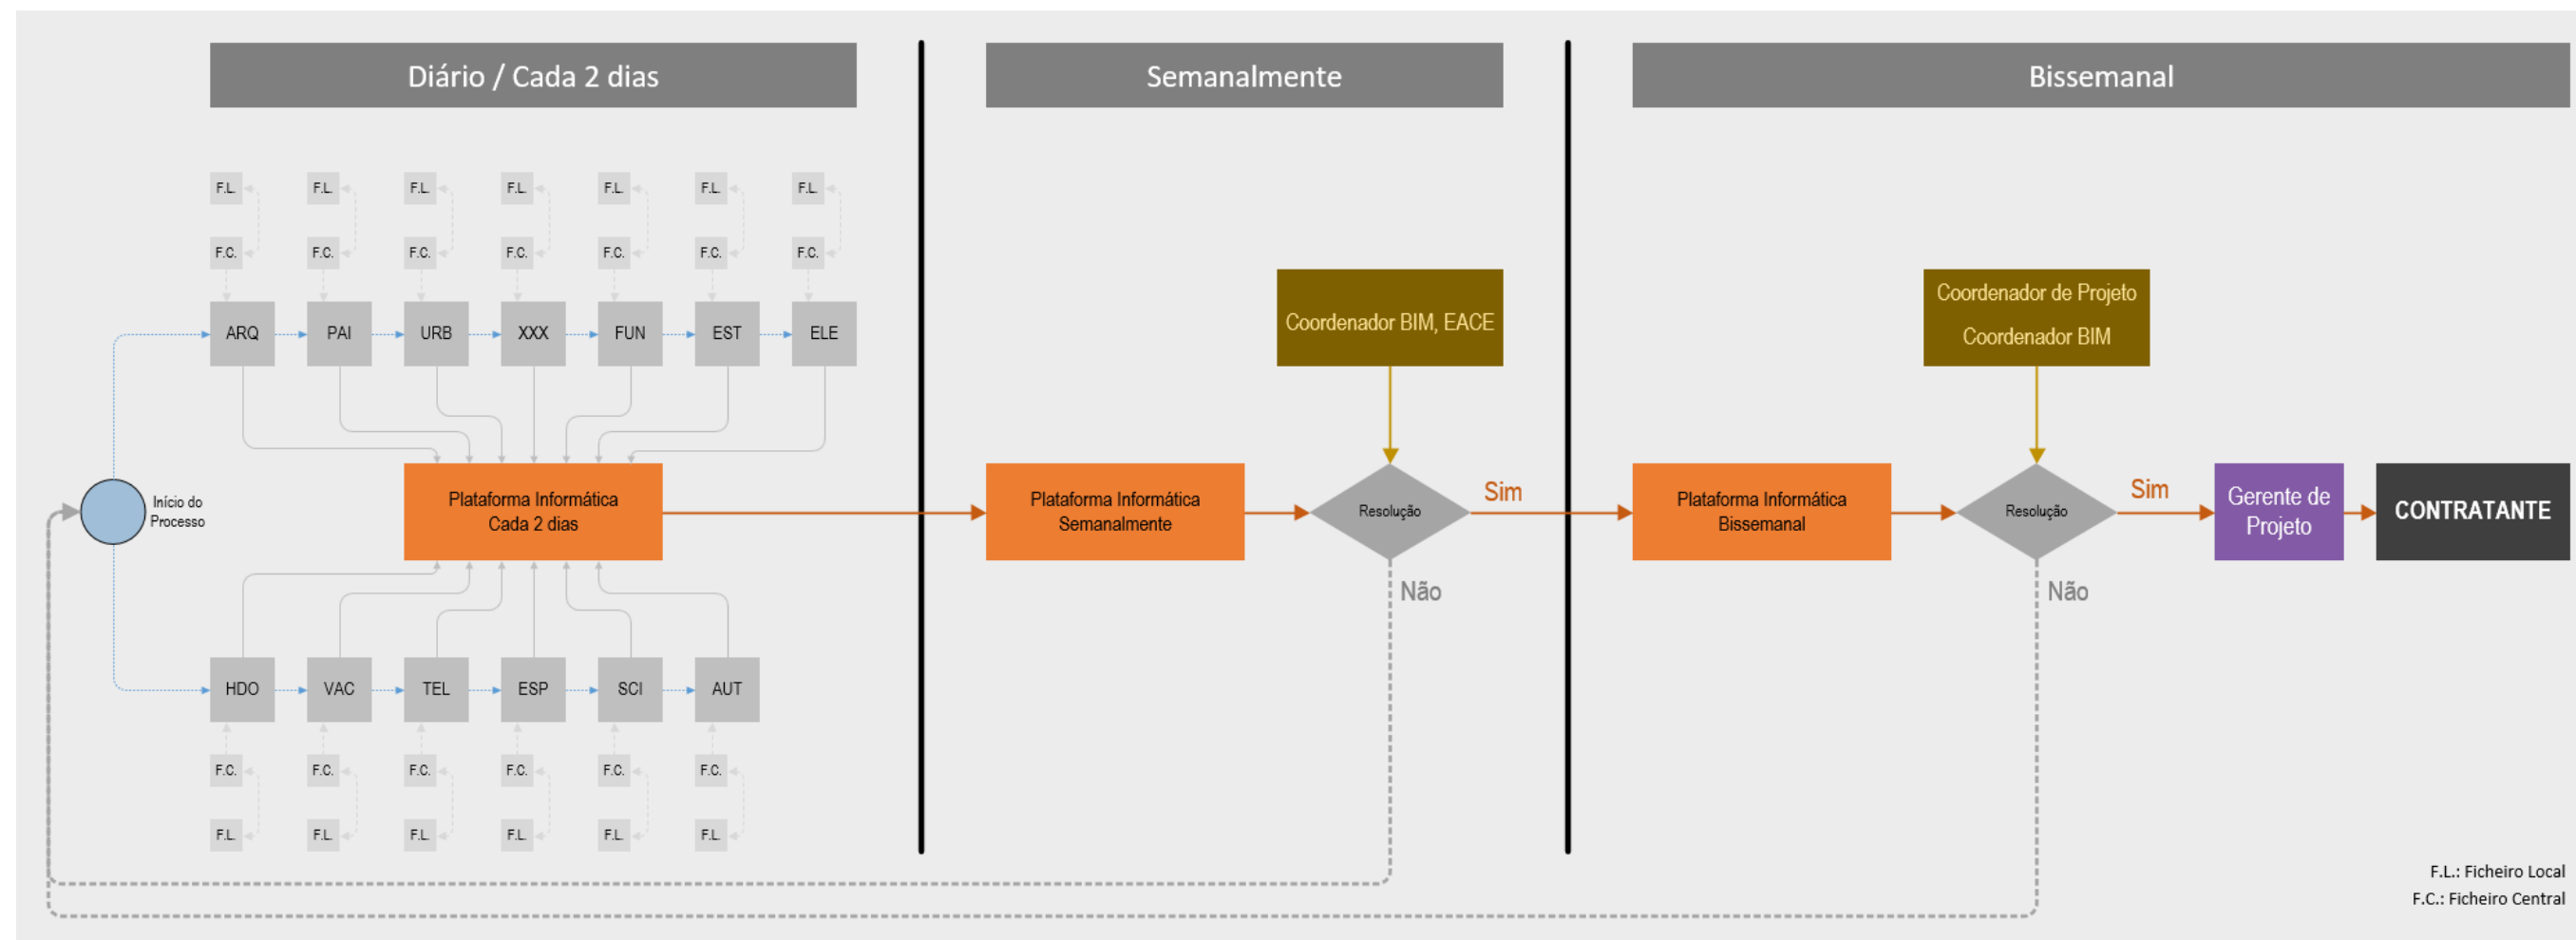 Diário / Cada 2 dias
Semanalmente
Bissemanal
F.L.
F.L.
F.L.
F.L.
F.L.
F.L.
F.L.
F.C.
F.C.
F.C.
F.C.
F.C.
F.C.
F.C.
ARQ
PAI
URB
XXX
FUN
EST
ELE
Coordenador BIM, EACE
Coordenador de Projeto
Coordenador BIM
Início do
Processo
Plataforma Informática
Cada 2 dias
Plataforma Informática
Semanalmente
Resolução
Sim
Não
Plataforma Informática
Bissemanal
Resolução
Sim
Não
Gerente de
Projeto
CONTRATANTE
HDO
VAC
TEL
ESP
SCI
AUT
F.C.
F.C.
F.C.
F.C.
F.C.
F.C.
F.L.
F.L.
F.L.
F.L.
F.L.
F.L.
F.L.: Ficheiro Local
F.C.: Ficheiro Central